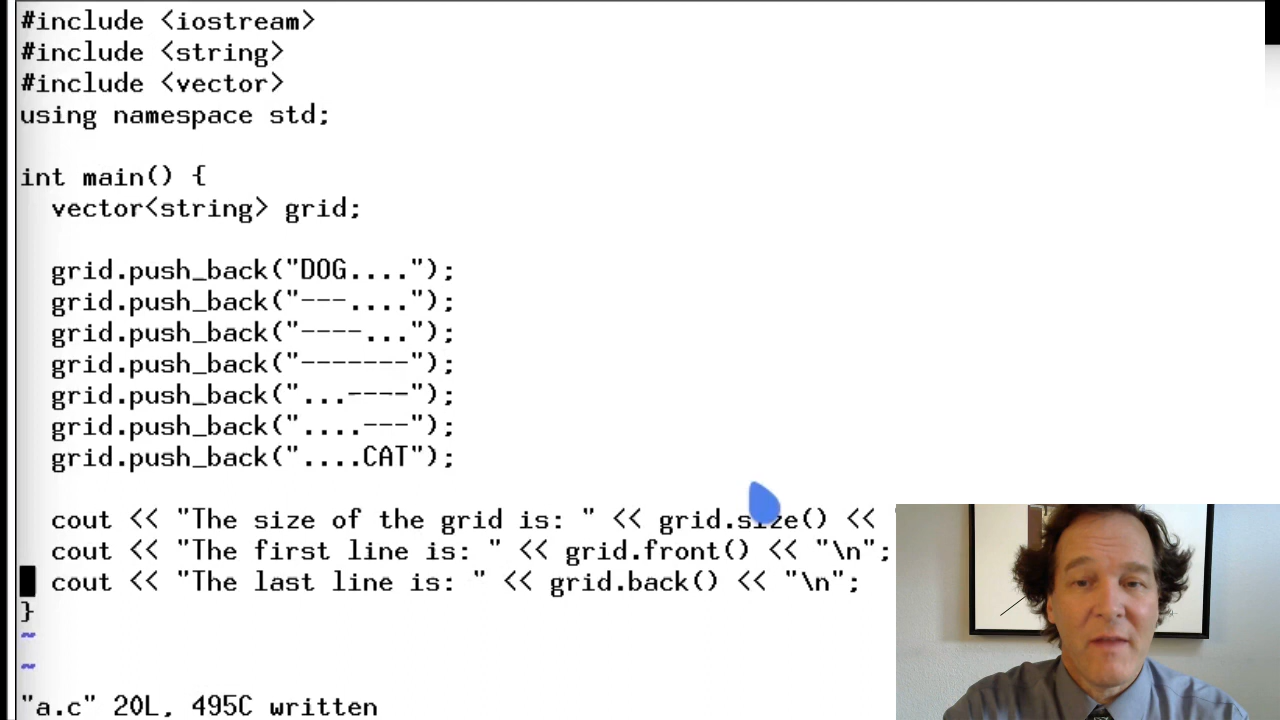 #include <iostream>
#include <string>
#include <vector>
using namespace std;
int main() {
vector<string> grid;
grid.push_back("DOG....");
grid.push_back("---....");
grid.push_back("----...");
grid.push_back("-------");
grid.push_back("...----");
grid.push_back("....---");
grid.push_back("....CAT");
cout << "The size of the grid is: " << grid.size() << "
cout << "The first line is: " << grid.front() << "\n";
cout << "The last line is: " << grid.back() << "\n";
}
~
~
"a.c" 20L, 495C written